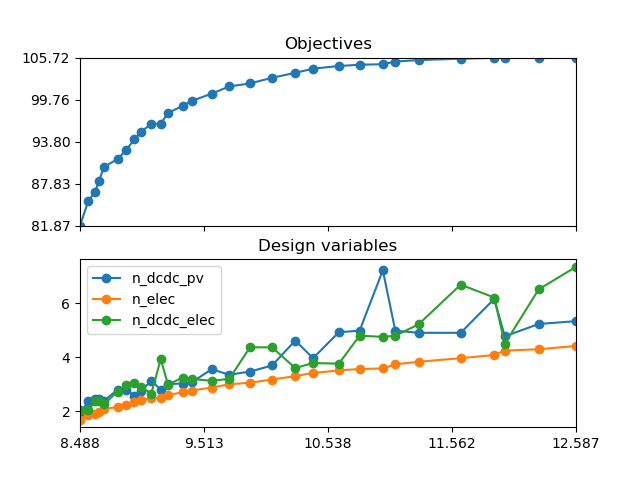 Objectives
105.72
99.76
93.80
87.83
81.87
Design variables
n_dcdc_pv
n_elec
n_dcdc_elec
6
4
2
8.488 9.513 10.538 11.562 12.587